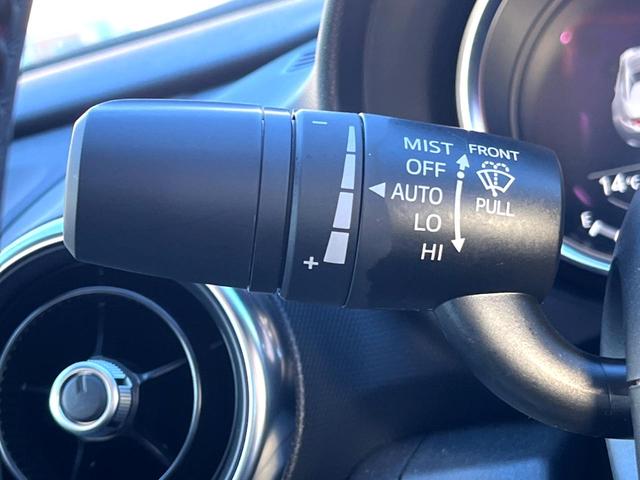 MIST FRONT
OFF
AUTO
PULL
LO
HI
- 
+